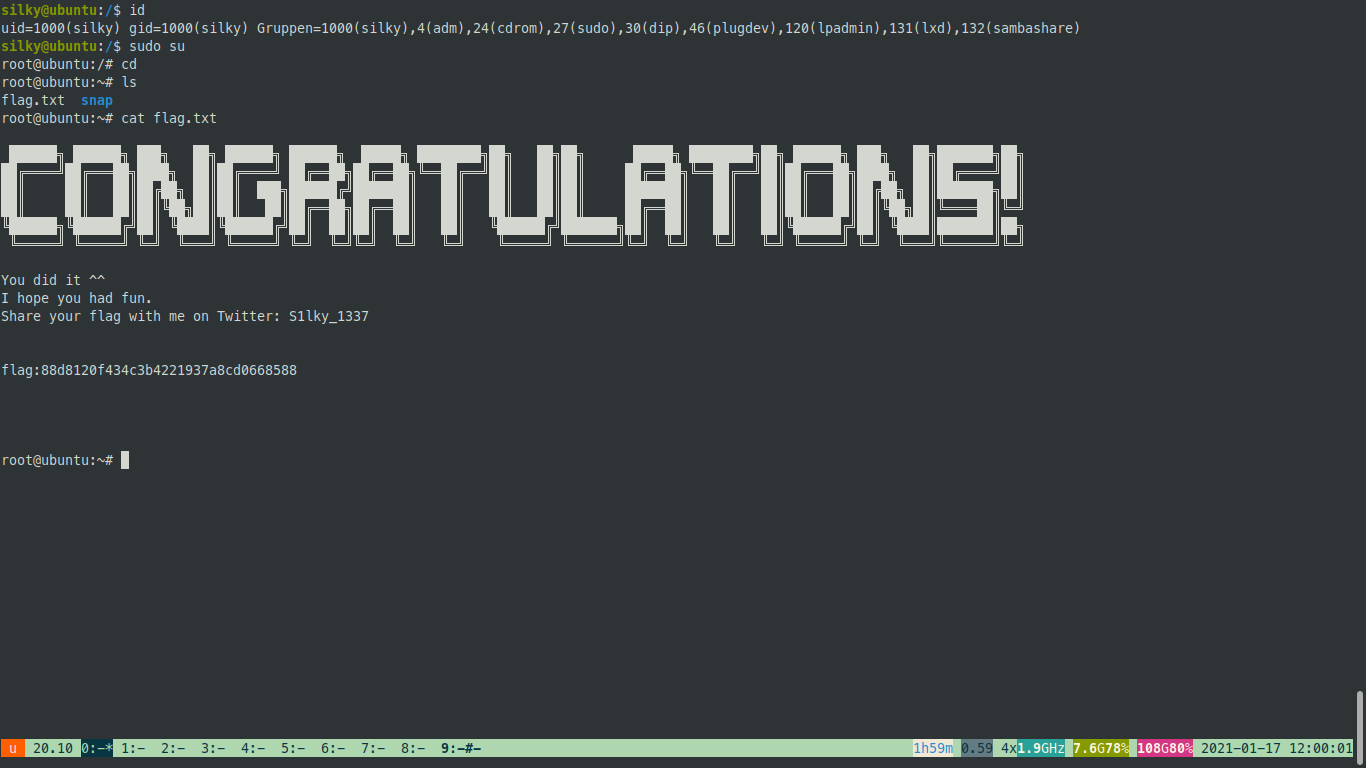 silky@ubuntu:/$ id
uid=1000(silky) gid=1000(silky) Gruppen=1000(silky),4(adm),24(cdrom),27(sudo),30(dip),46(plugdev),120(lpadmin),131(lxd),132(sambashare)
silky@ubuntu:/$ sudo su
root@ubuntu:/# cd
root@ubuntu:~# ls
flag.txt  snap
root@ubuntu:~# cat flag.txt
CONGRATULATIONS!
You did it ^^
I hope you had fun.
Share your flag with me on Twitter: S1lky_1337
flag:88d8120f434c3b4221937a8cd0668588
root@ubuntu:~#
u 20.10 0:-* 1:- 2:- 3:- 4:- 5:- 6:- 7:- 8:- 9:-#- 1h59m 0.59 4x1.9GHz 7.6G78% 108G80% 2021-01-17 12:00:01